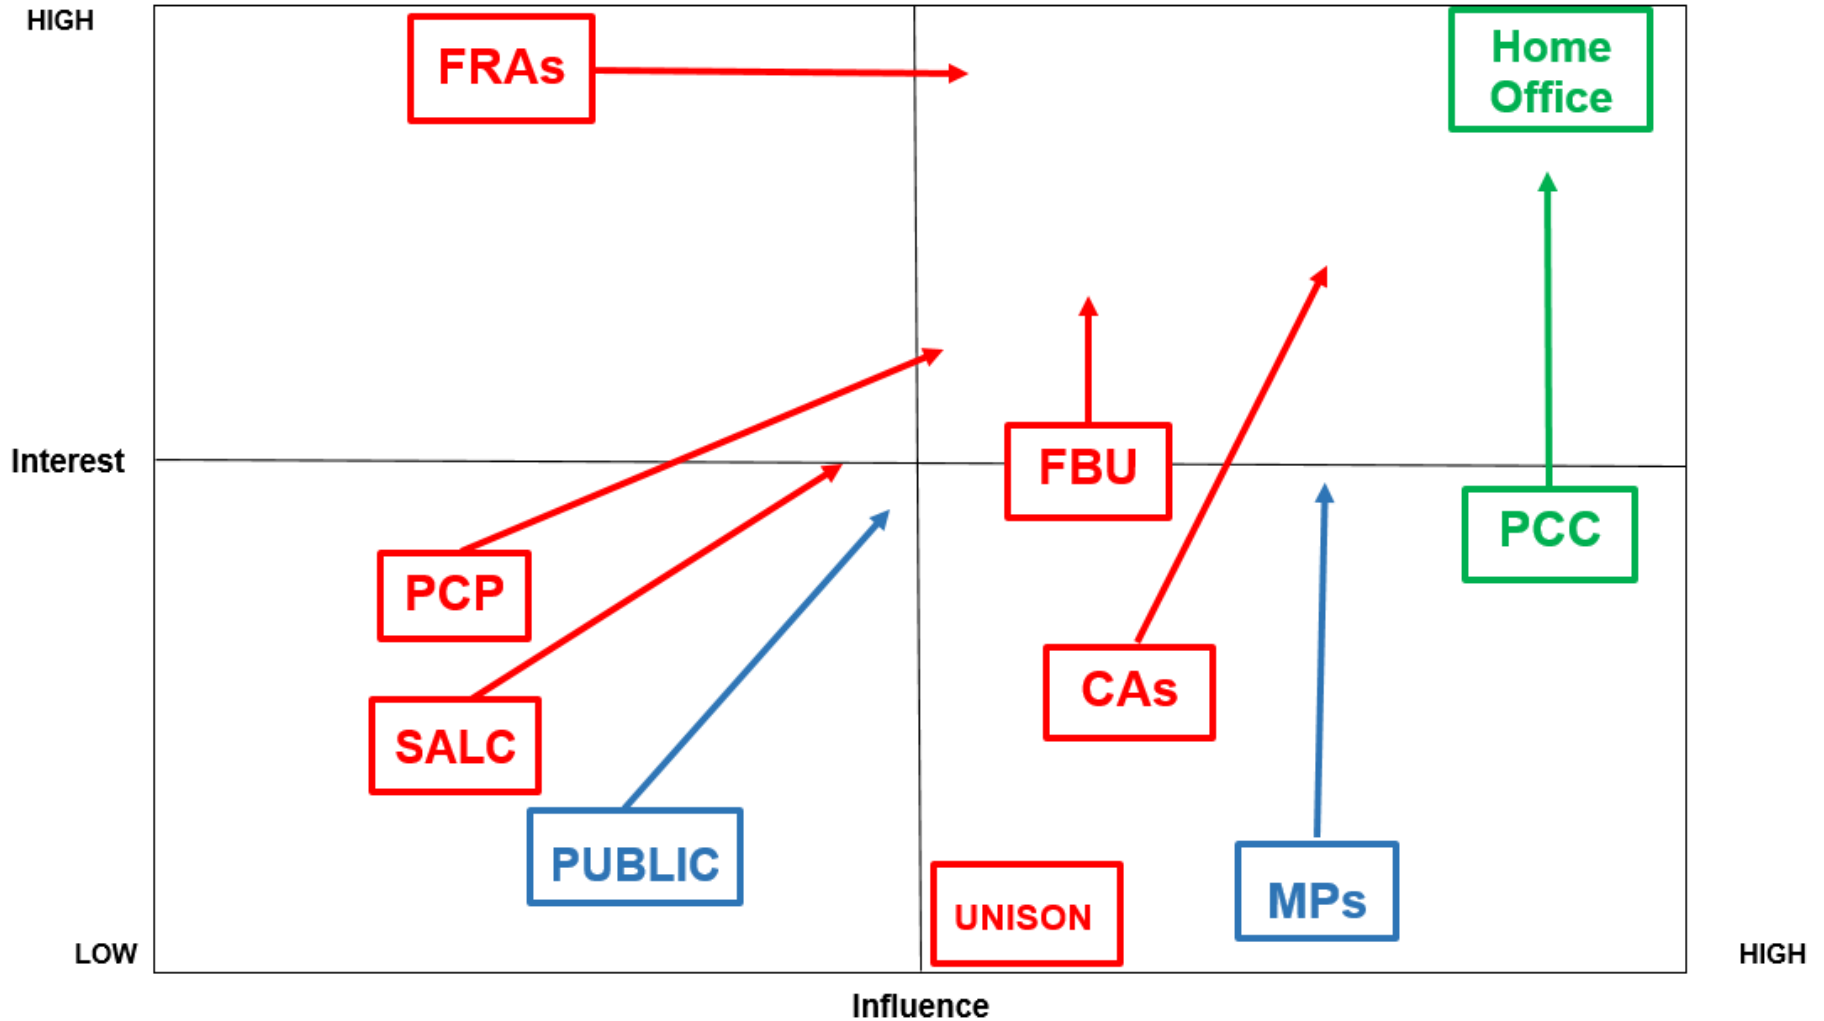 HIGH
FRAs
Home
Office
Interest
FBU
PCC
PCP
CAs
SALC
PUBLIC
MPs
UNISON
LOW
HIGH
Influence